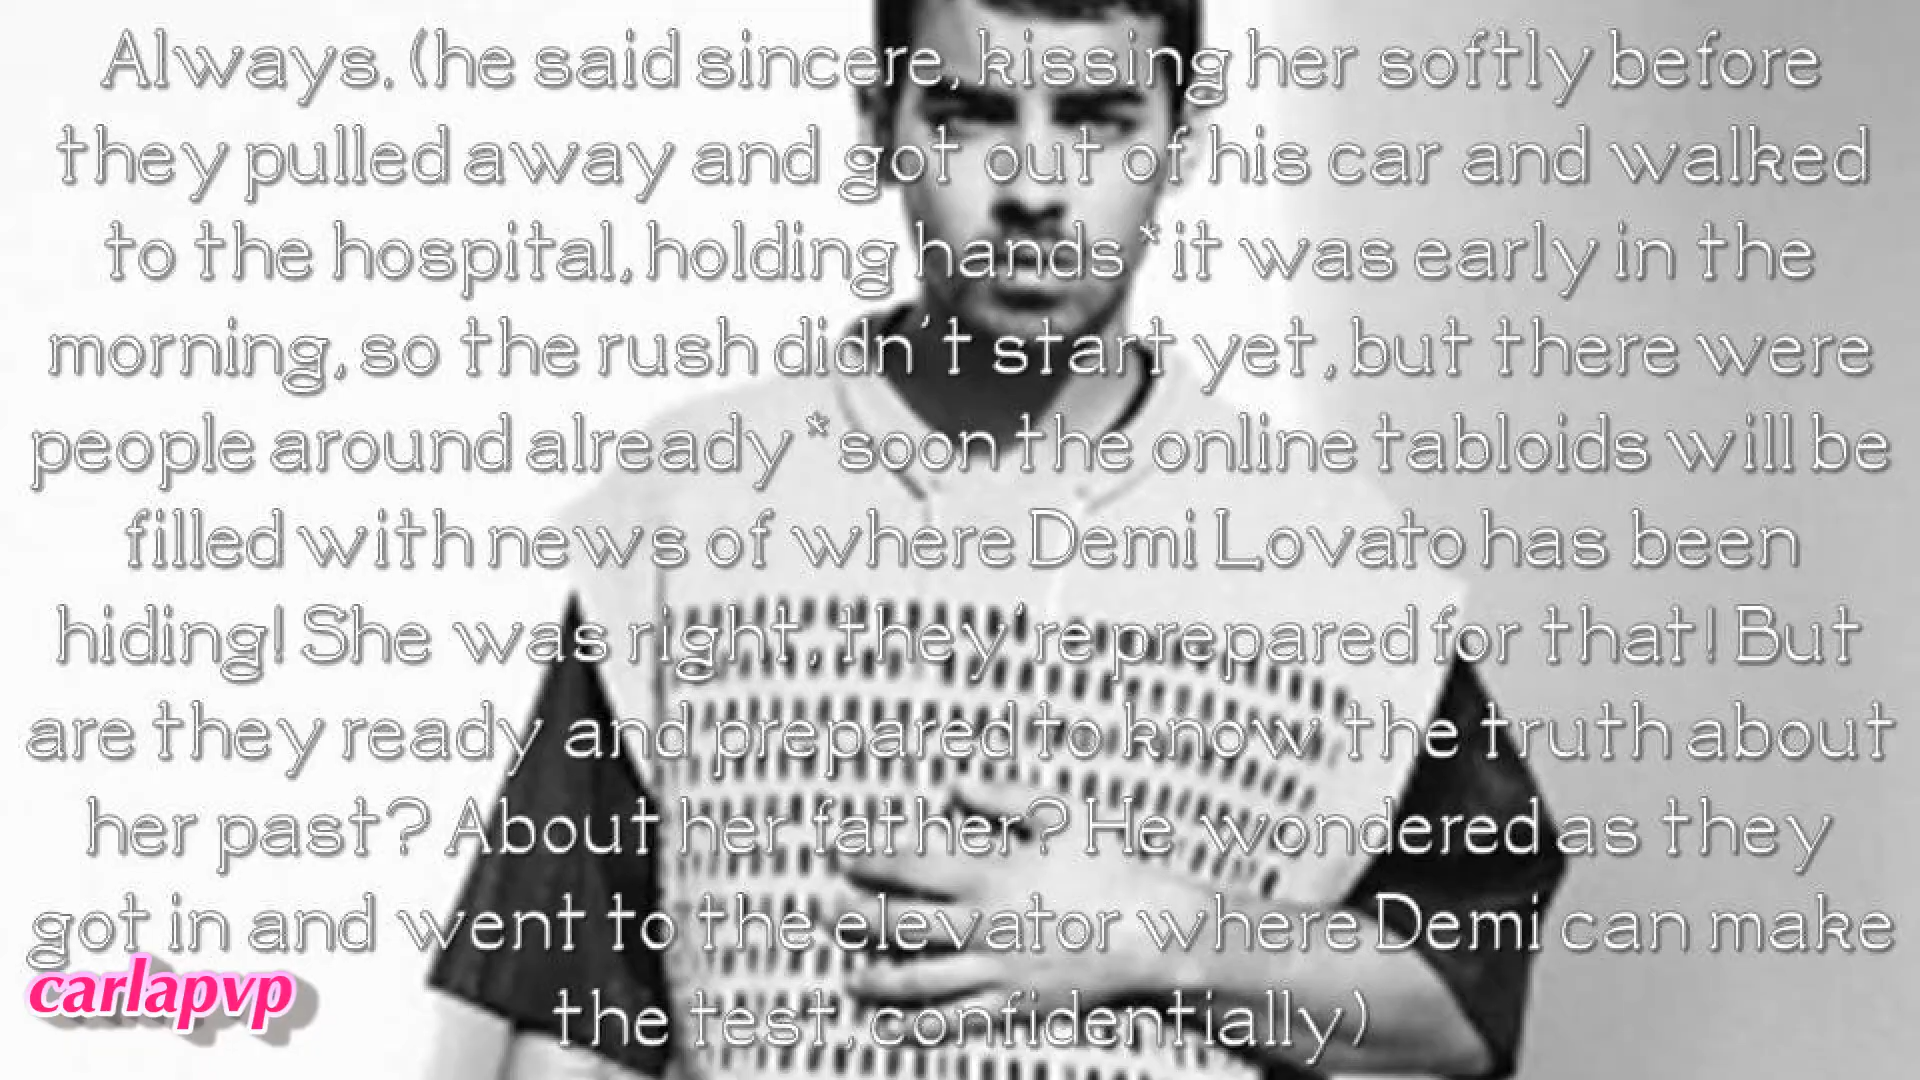 Always. (he said sincere, kissing her softly before
they pulled away and got out of his car and walked
to the hospital, holding hands *it was early in the
morning, so the rush didn't start yet, but there were
people around already *soon the online tabloids will be
filled with news of where Demi Lovato has been
hiding! She was right, they're prepared for that! But
are they ready and prepared to know the truth about
her past? About her father? He wondered as they
got in and went to the elevator where Demi can make
the test, confidentially)
carlapvp